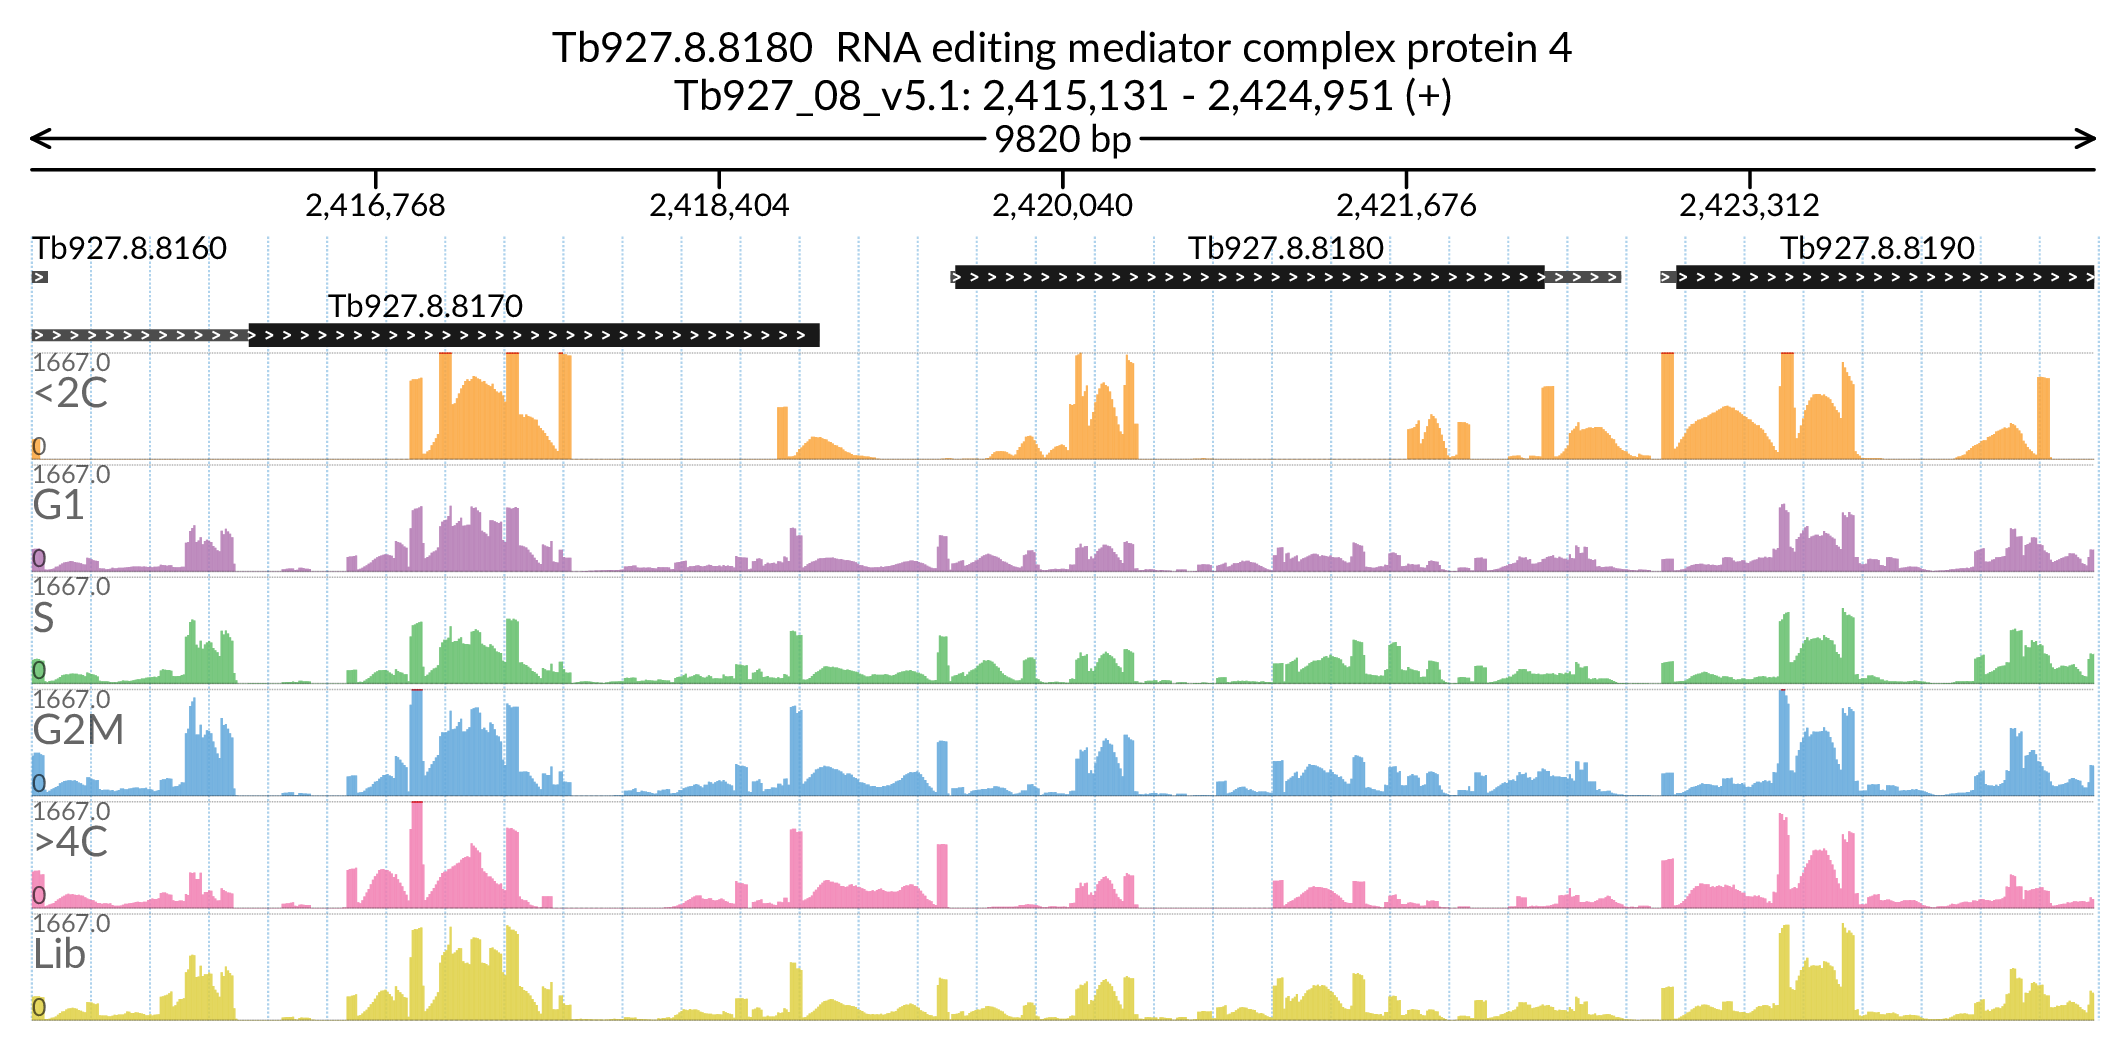 Tb927.8.8180  RNA editing mediator complex protein 4
Tb927_08_v5.1: 2,415,131 - 2,424,951 (+)
9820 bp
2,416,768 2,418,404 2,420,040 2,421,676 2,423,312
Tb927.8.8160 Tb927.8.8180 Tb927.8.8190
Tb927.8.8170
1667.0
<2C
0
1667.0
G1
0
1667.0
S
0
1667.0
G2M
0
1667.0
>4C
0
1667.0
Lib
0